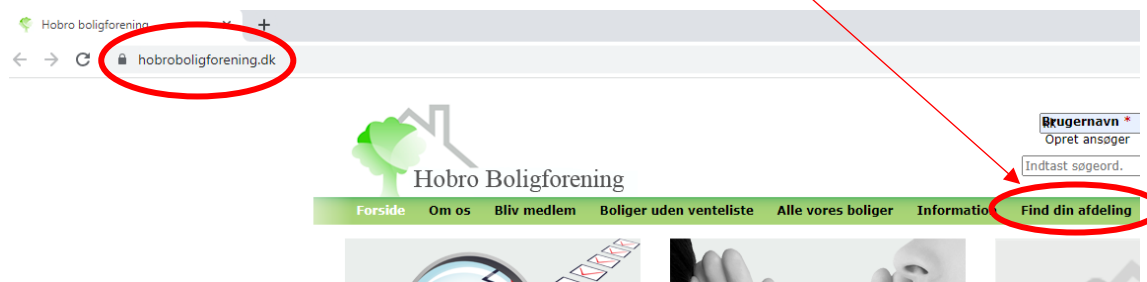 Hobro boligforening
hobroboligforening.dk
Brugernavn *
Opret ansøger
Indtast søgeord.
Hobro Boligforening
Forside Om os Bliv medlem Boliger uden venteliste Alle vores boliger Information Find din afdeling